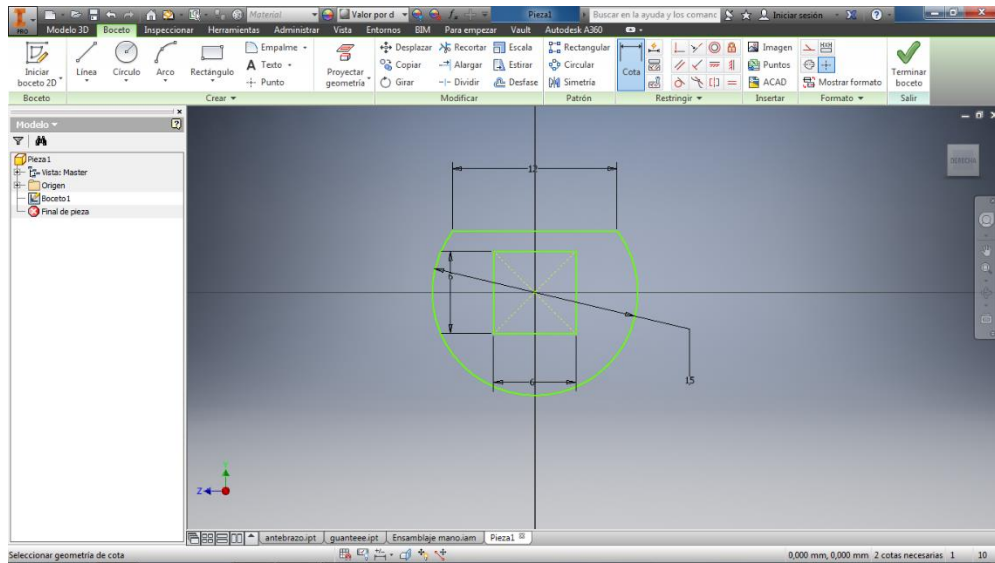 Material Valor por d Pieza1 Buscar en la ayuda y los comanc Iniciar sesión
PRO Modelo 3D Boceto Inspeccionar Herramientas Administrar Vista Entornos BIM Para empezar Vault Autodesk A360
Empalme Desplazar Recortar Escala Rectangular Imagen
Iniciar boceto 2D Línea Círculo Arco Rectángulo A Texto Proyectar geometría Copiar Alargar Estirar Circular Cota Puntos Terminar boceto
Punto Girar Dividir Desfase Simetría ACAD Mostrar formato
Boceto Crear Modificar Patrón Restringir Insertar Formato Salir
Modelo
Pieza1
Vista: Master
Origen
Boceto1
Final de pieza
DERECHA
12
6
6
15
Z
antebrazo.ipt guanteee.ipt Ensamblaje mano.iam Pieza1
Seleccionar geometría de cota 0,000 mm, 0,000 mm 2 cotas necesarias 1 10